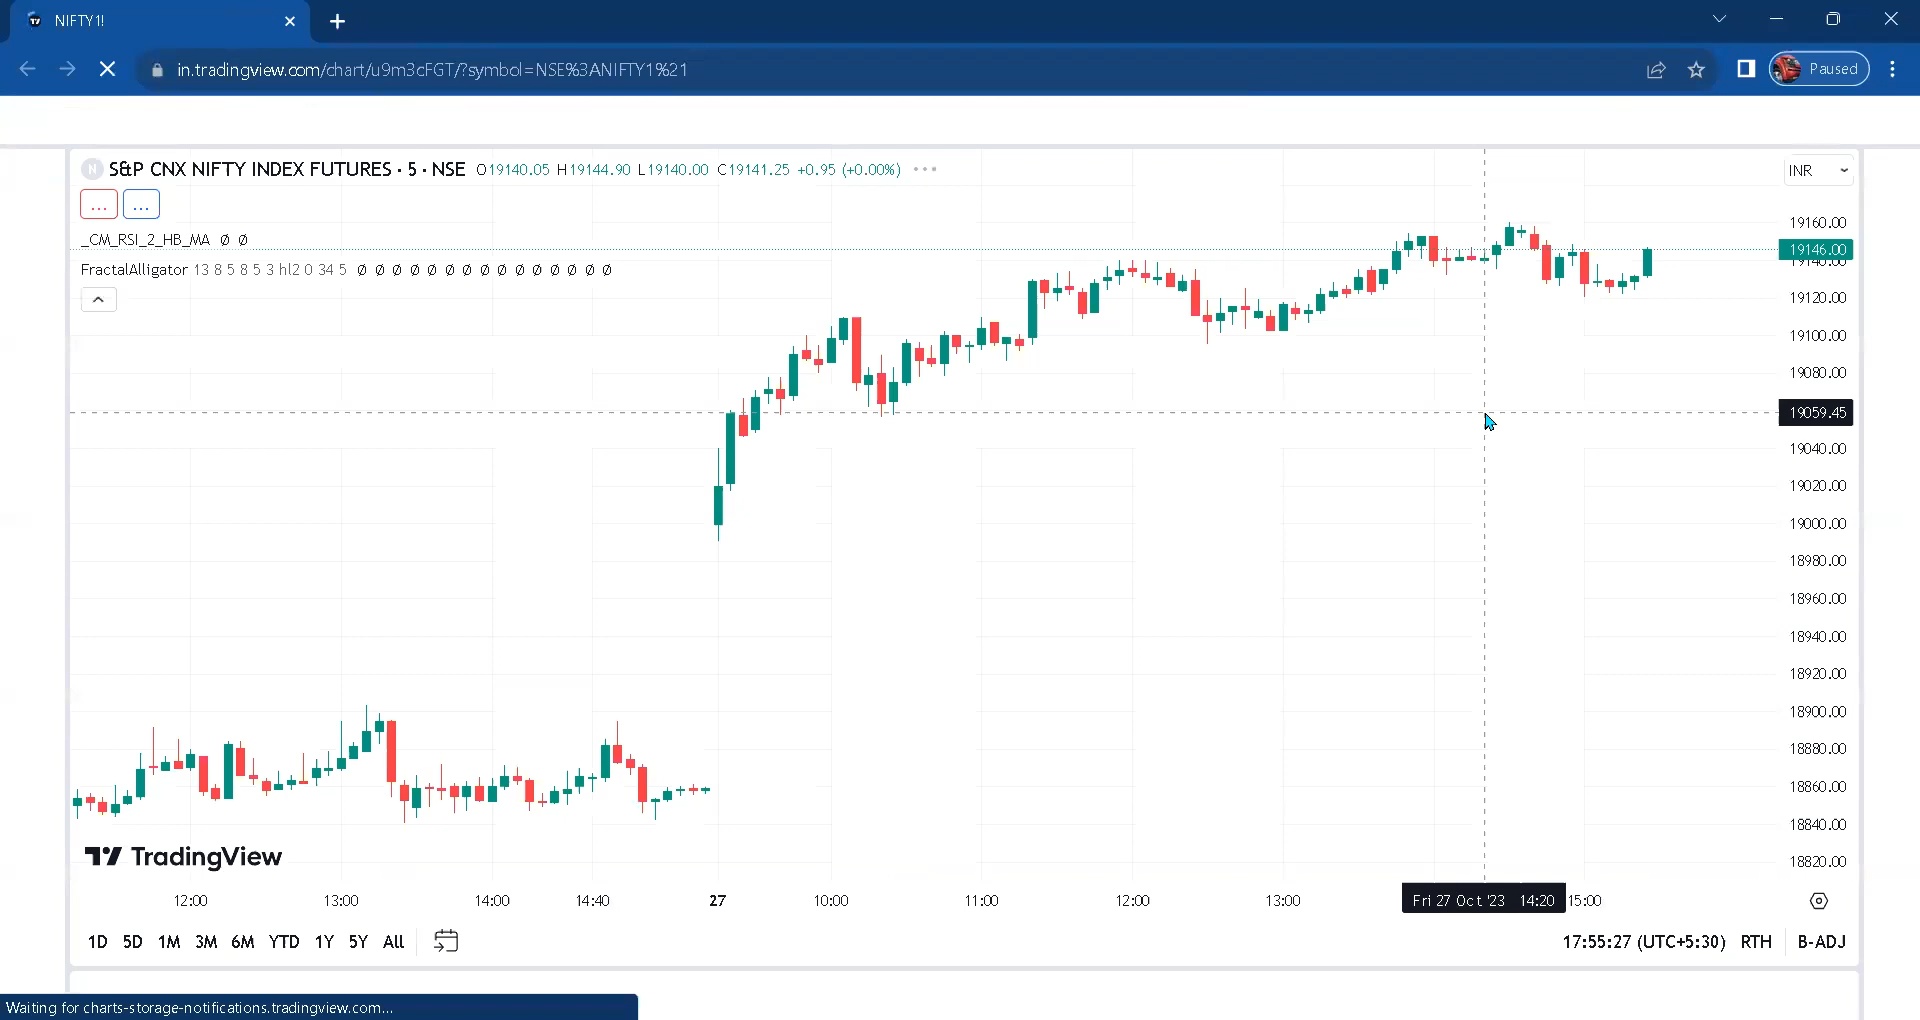 NIFTY1!
in.tradingview.com/chart/u9m3cFGT/?symbol=NSE%3ANIFTY1%21
Paused
S&P CNX NIFTY INDEX FUTURES · 5 · NSE O19140.05 H19144.90 L19140.00 C19141.25 +0.95 (+0.00%) ···
INR
... ...
_CM_RSI_2_HB_MA Ø Ø
FractalAlligator 13 8 5 8 5 3 hl2 0 34 5 Ø Ø Ø Ø Ø Ø Ø Ø Ø Ø Ø Ø Ø Ø Ø
19160.00
19146.00
19140.00
19120.00
19100.00
19080.00
19059.45
19040.00
19020.00
19000.00
18980.00
18960.00
18940.00
18920.00
18900.00
18880.00
18860.00
18840.00
18820.00
TradingView
12:00 13:00 14:00 14:40 27 10:00 11:00 12:00 13:00 Fri 27 Oct '23 14:20 15:00
1D 5D 1M 3M 6M YTD 1Y 5Y All 17:55:27 (UTC+5:30) RTH B-ADJ
Waiting for charts-storage-notifications.tradingview.com...